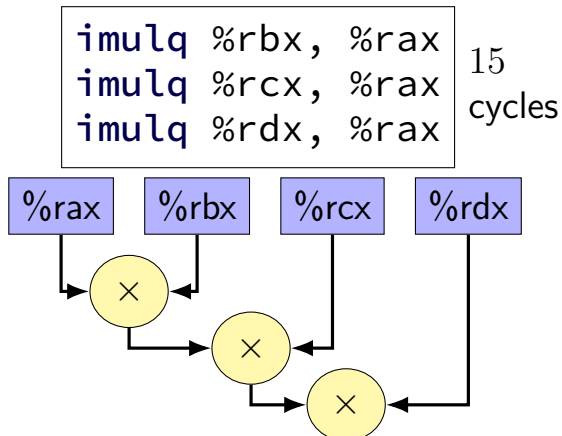 imulq %rbx, %rax
imulq %rcx, %rax
imulq %rdx, %rax
15
cycles
%rax %rbx %rcx %rdx
×
×
×